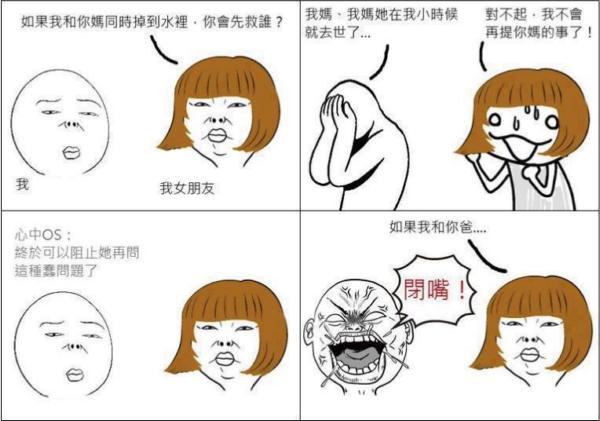 如果我和你媽同時掉到水裡，你會先救誰？
我
我女朋友
我媽、我媽她在我小時候
就去世了...
對不起，我不會
再提你媽的事了！
心中OS：
終於可以阻止她再問
這種蠢問題了
如果我和你爸....
閉嘴！